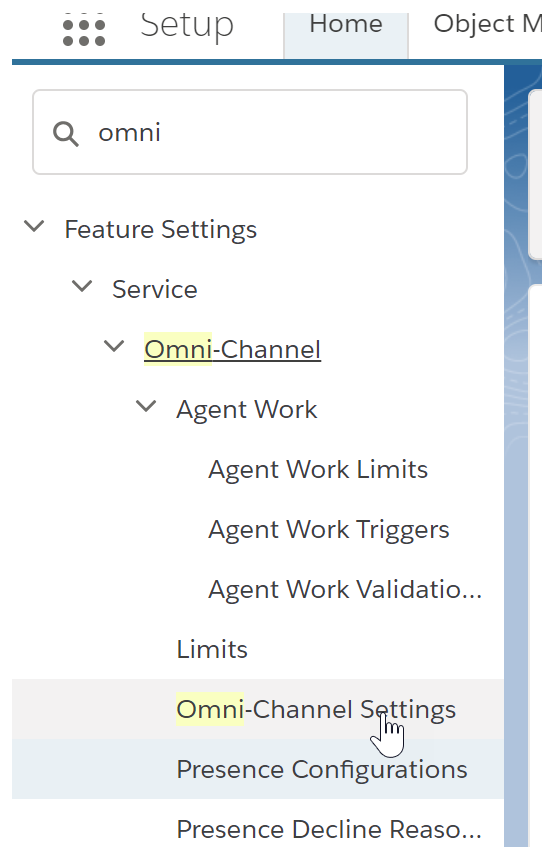 Setup
Home
Object M
omni
Feature Settings
Service
Omni-Channel
Agent Work
Agent Work Limits
Agent Work Triggers
Agent Work Validatio...
Limits
Omni-Channel Settings
Presence Configurations
Presence Decline Reaso...